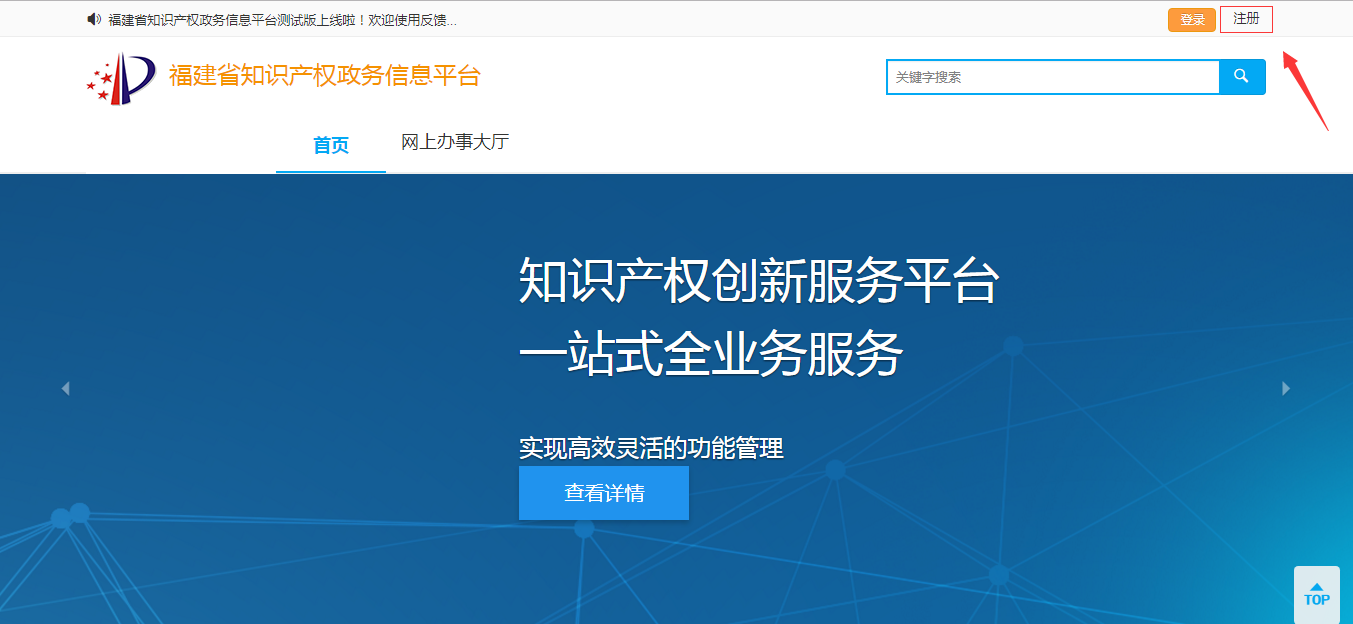 福建省知识产权政务信息平台测试版上线啦！欢迎使用反馈...
登录
注册
福建省知识产权政务信息平台
关键字搜索
首页
网上办事大厅
知识产权创新服务平台
一站式全业务服务
实现高效灵活的功能管理
查看详情
TOP